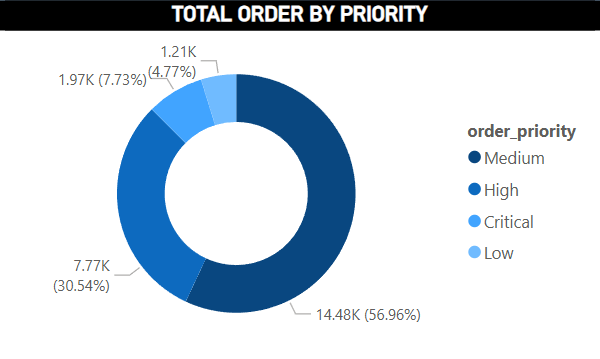 TOTAL ORDER BY PRIORITY
1.21K
(4.77%)
1.97K (7.73%)
7.77K
(30.54%)
14.48K (56.96%)
order_priority
Medium
High
Critical
Low